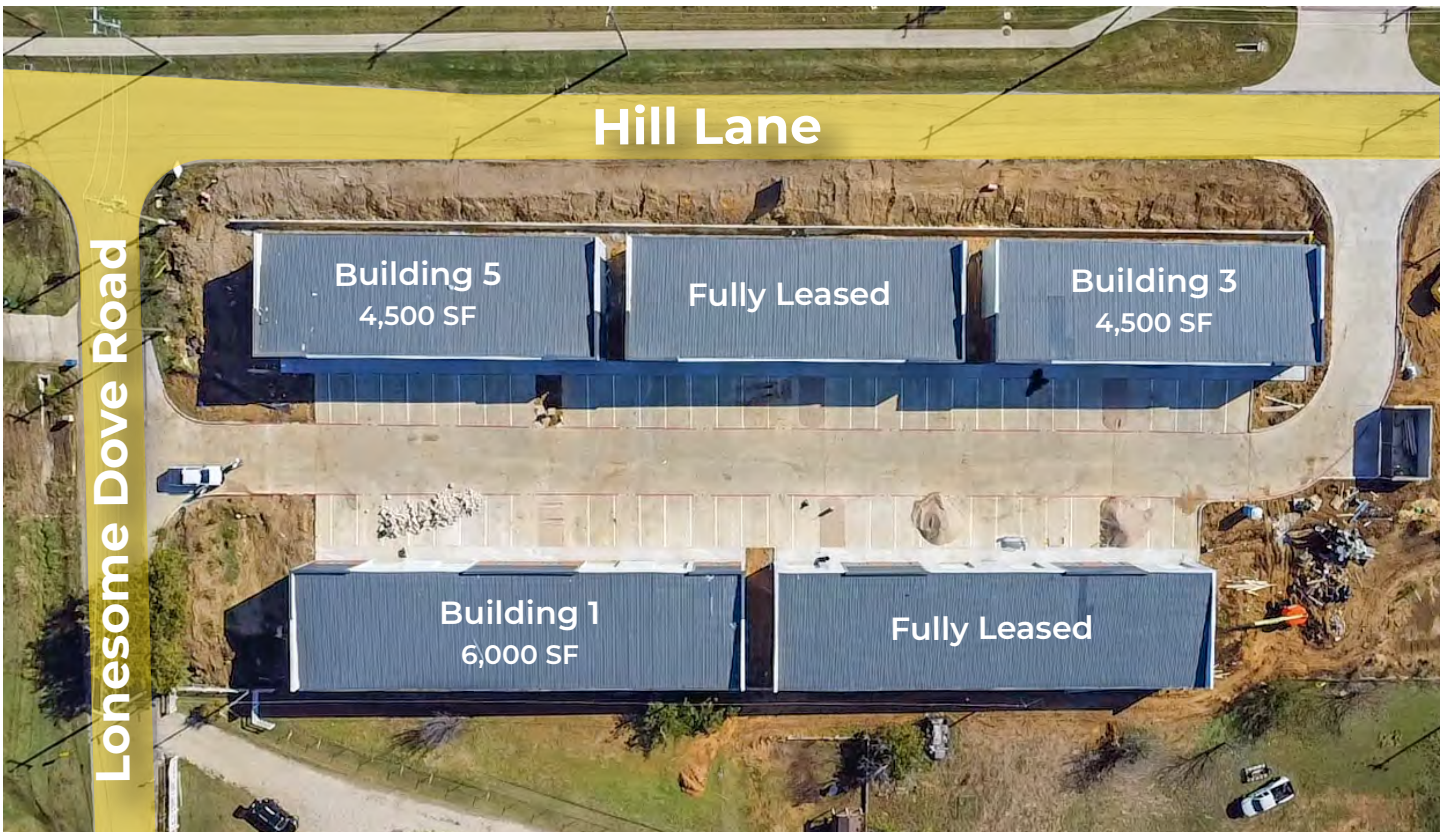 Hill Lane
Lonesome Dove Road
Building 5
4,500 SF
Fully Leased
Building 3
4,500 SF
Building 1
6,000 SF
Fully Leased